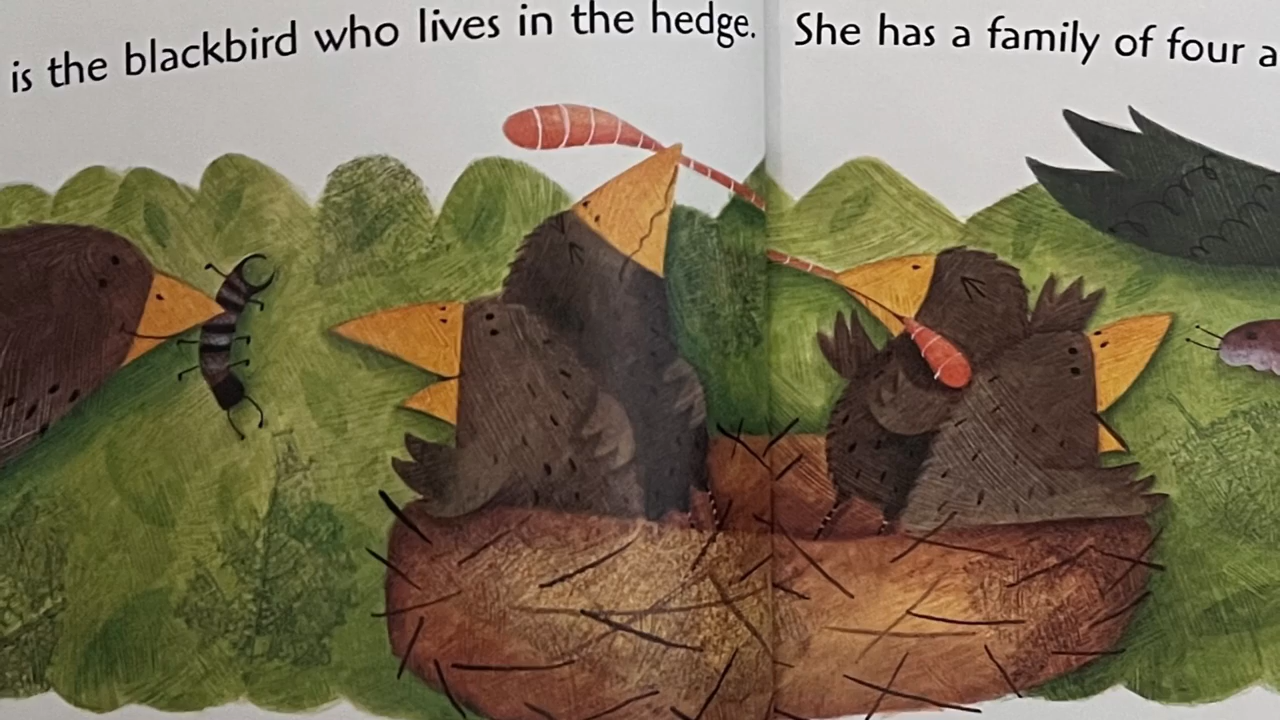 is the blackbird who lives in the hedge.
She has a family of four a